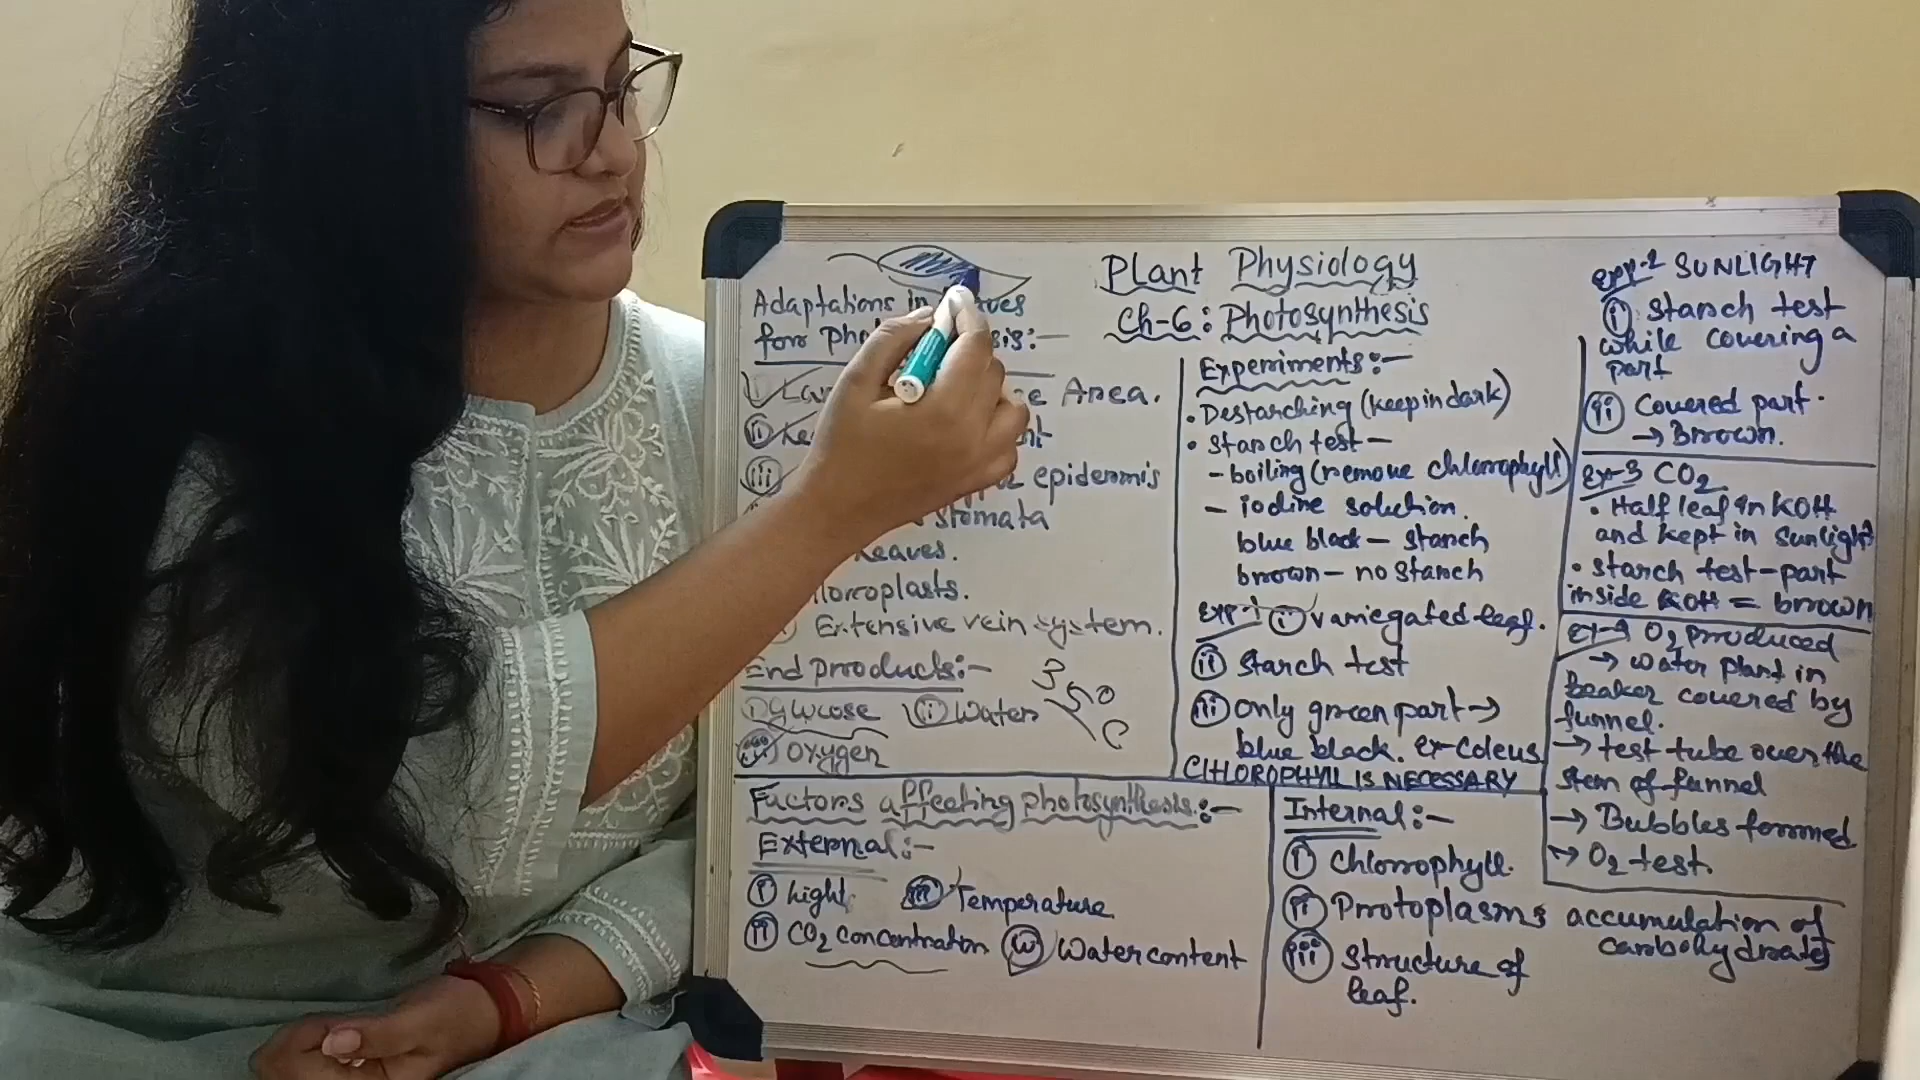 Plant Physiology
Ch-6: Photosynthesis
Adaptations in
for
Area.
epidermis
stomata
Leaves.
Extensive vein system.
End products:-
i) Glucose ii) Water
iii) Oxygen
350
C
Experiments:-
• Destarching (keep in dark)
• Starch test -
- boiling (remove chlorophyll)
- iodine solution.
blue black - starch
brown - no starch
Exp-1 i) variegated leaf.
ii) Starch test
iii) Only green part →
blue black. ex-Coleus
CHLOROPHYLL IS NECESSARY
exp-2 SUNLIGHT
i) Starch test
while covering a
part
ii) Covered part.
→ Brown.
Ex-3 CO2
• Half leaf in KOH
and kept in Sunlight
• starch test - part
inside KOH = brown
O2 produced
→ water plant in
beaker covered by
funnel.
→ test tube over the
stem of funnel
→ Bubbles formed
→ O2 test.
Factors affecting photosynthesis:-
External:-
i) Light iii) Temperature
ii) CO2 concentration iv) Water content
Internal:-
i) Chlorophyll.
ii) Protoplasm, accumulation of
carbohydrates
iii) Structure of
leaf.